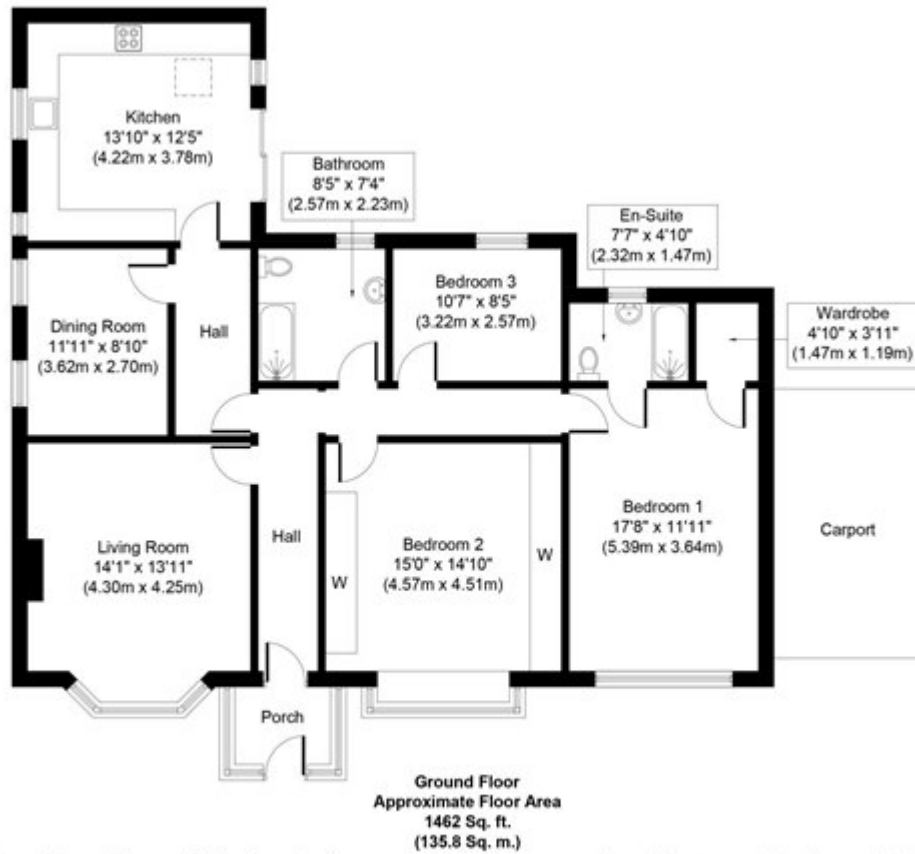 Kitchen
13'10" x 12'5"
(4.22m x 3.78m)
Bathroom
8'5" x 7'4"
(2.57m x 2.23m)
En-Suite
7'7" x 4'10"
(2.32m x 1.47m)
Bedroom 3
10'7" x 8'5"
(3.22m x 2.57m)
Wardrobe
4'10" x 3'11"
(1.47m x 1.19m)
Dining Room
11'11" x 8'10"
(3.62m x 2.70m)
Hall
Living Room
14'1" x 13'11"
(4.30m x 4.25m)
Hall
W
Bedroom 2
15'0" x 14'10"
(4.57m x 4.51m)
W
Bedroom 1
17'8" x 11'11"
(5.39m x 3.64m)
Carport
Porch
Ground Floor
Approximate Floor Area
1462 Sq. ft.
(135.8 Sq. m.)